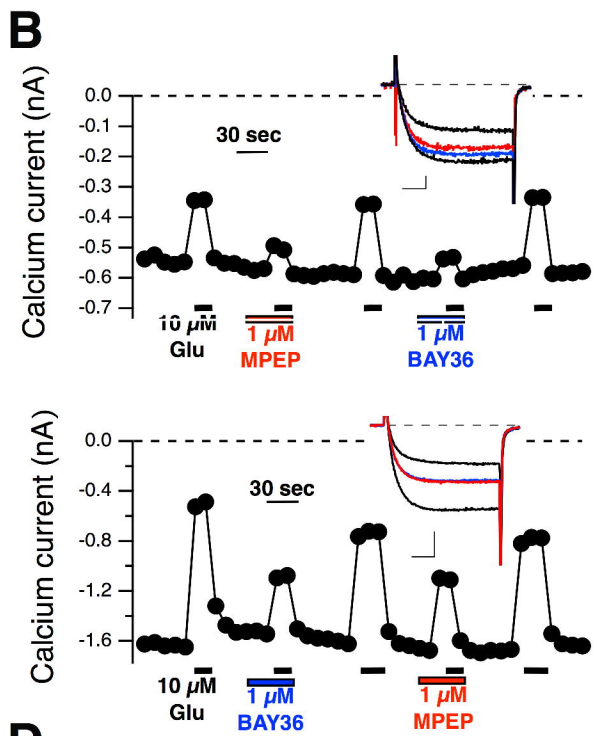 B
Calcium current (nA)
0.0
-0.1
-0.2
-0.3
-0.4
-0.5
-0.6
-0.7
30 sec
10 µM
Glu
1 µM
MPEP
1 µM
BAY36
Calcium current (nA)
0.0
-0.4
-0.8
-1.2
-1.6
30 sec
10 µM
Glu
1 µM
BAY36
1 µM
MPEP